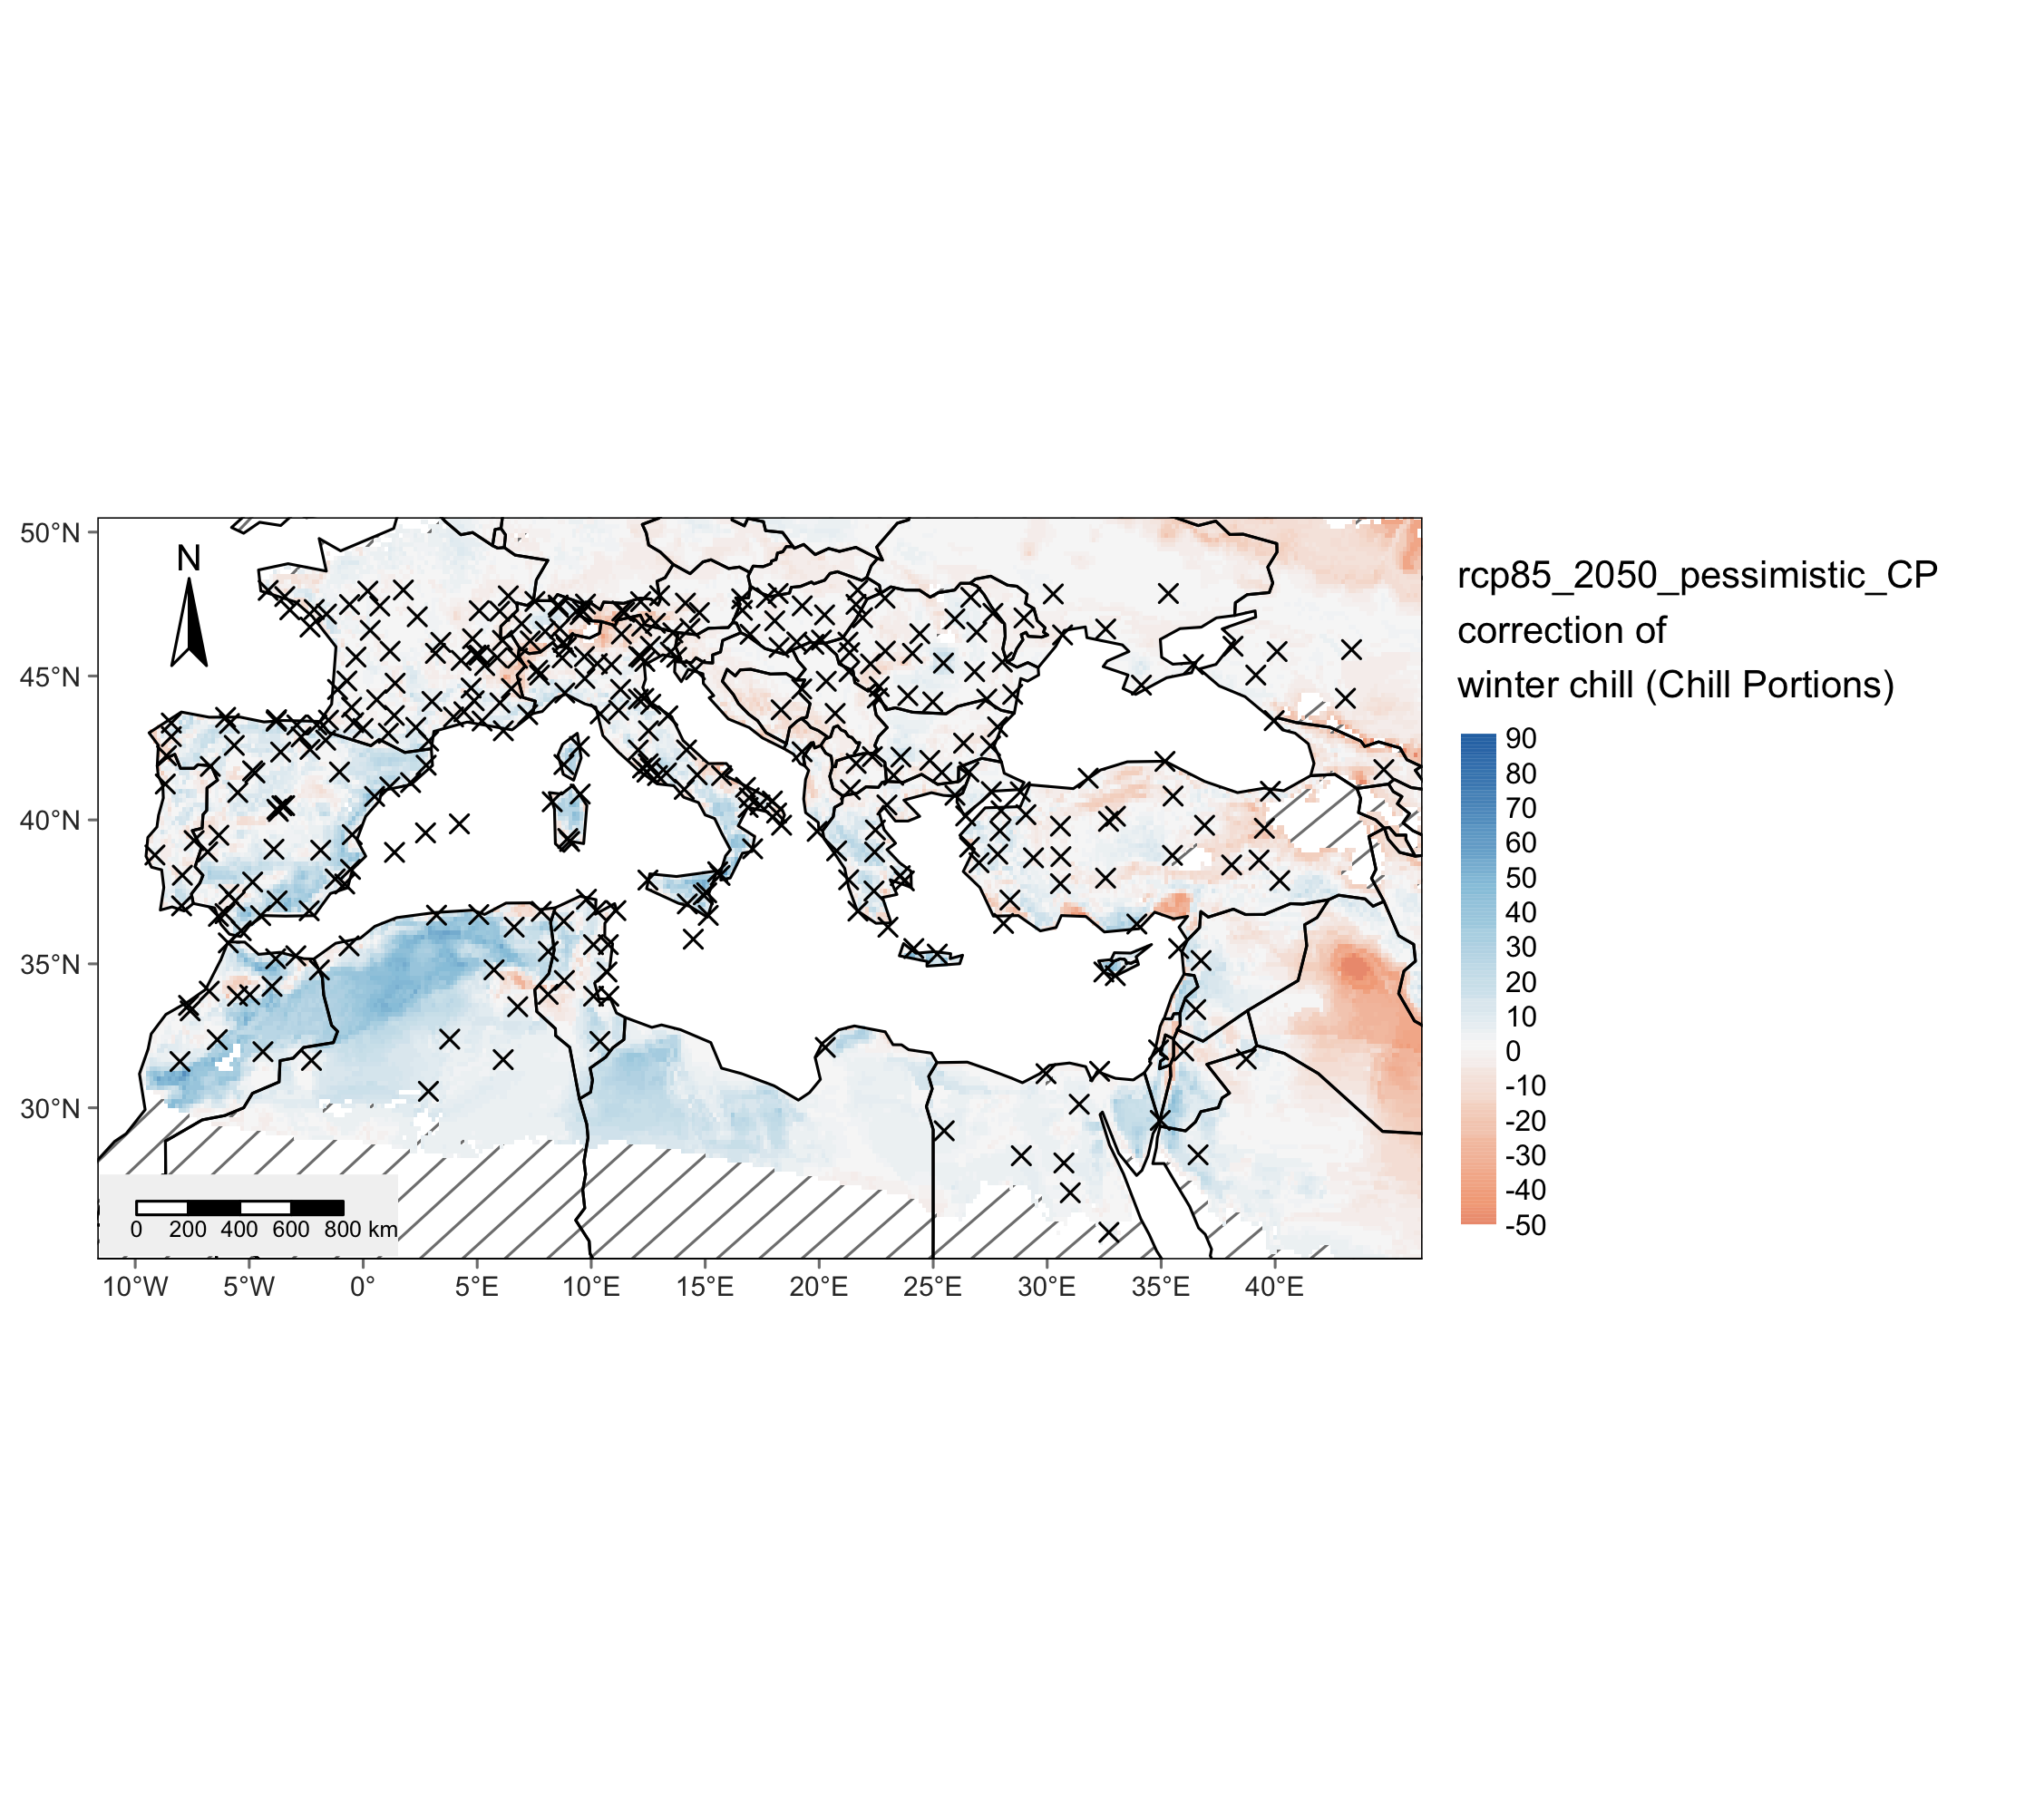 50°N
45°N
40°N
35°N
30°N
N
0 200 400 600 800 km
10°W 5°W 0° 5°E 10°E 15°E 20°E 25°E 30°E 35°E 40°E
rcp85_2050_pessimistic_CP
correction of
winter chill (Chill Portions)
90
80
70
60
50
40
30
20
10
0
-10
-20
-30
-40
-50